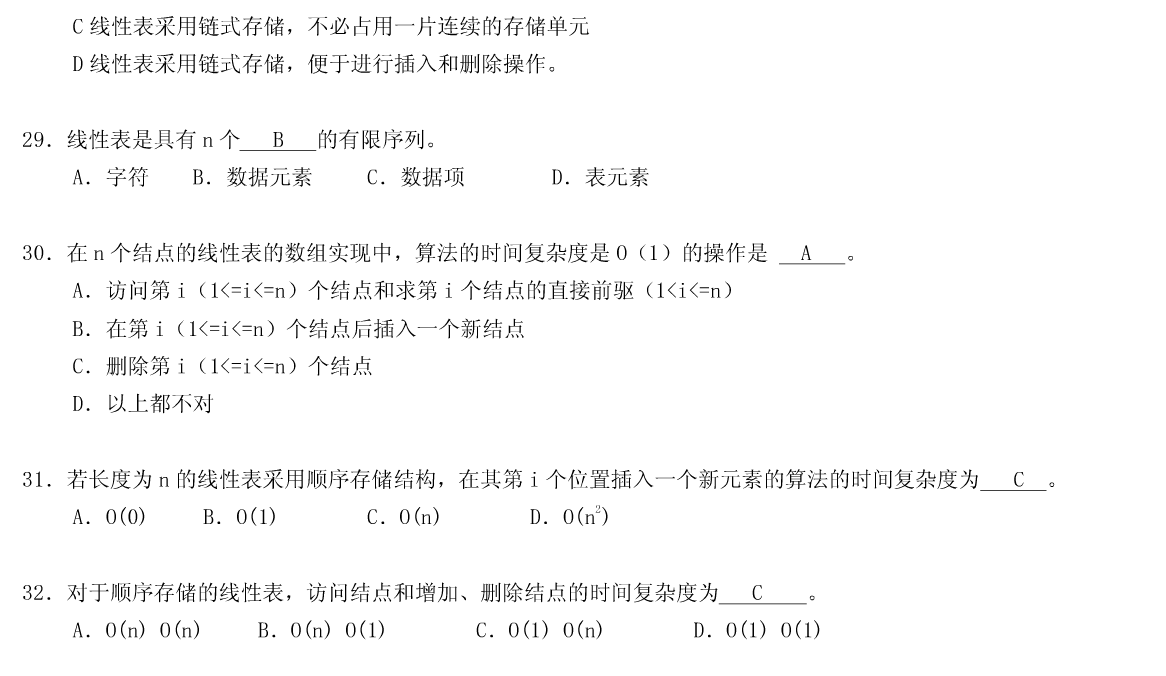 C 线性表采用链式存储，不必占用一片连续的存储单元
D 线性表采用链式存储，便于进行插入和删除操作。
29．线性表是具有 n 个___B___的有限序列。
A．字符 B．数据元素 C．数据项 D．表元素
30．在 n 个结点的线性表的数组实现中，算法的时间复杂度是 O（1）的操作是 __A___。
A．访问第 i（1<=i<=n）个结点和求第 i 个结点的直接前驱（1<i<=n）
B．在第 i（1<=i<=n）个结点后插入一个新结点
C．删除第 i（1<=i<=n）个结点
D．以上都不对
31．若长度为 n 的线性表采用顺序存储结构，在其第 i 个位置插入一个新元素的算法的时间复杂度为___C__。
A．O(0) B．O(1) C．O(n) D．O(n²)
32．对于顺序存储的线性表，访问结点和增加、删除结点的时间复杂度为___C____。
A．O(n) O(n) B．O(n) O(1) C．O(1) O(n) D．O(1) O(1)